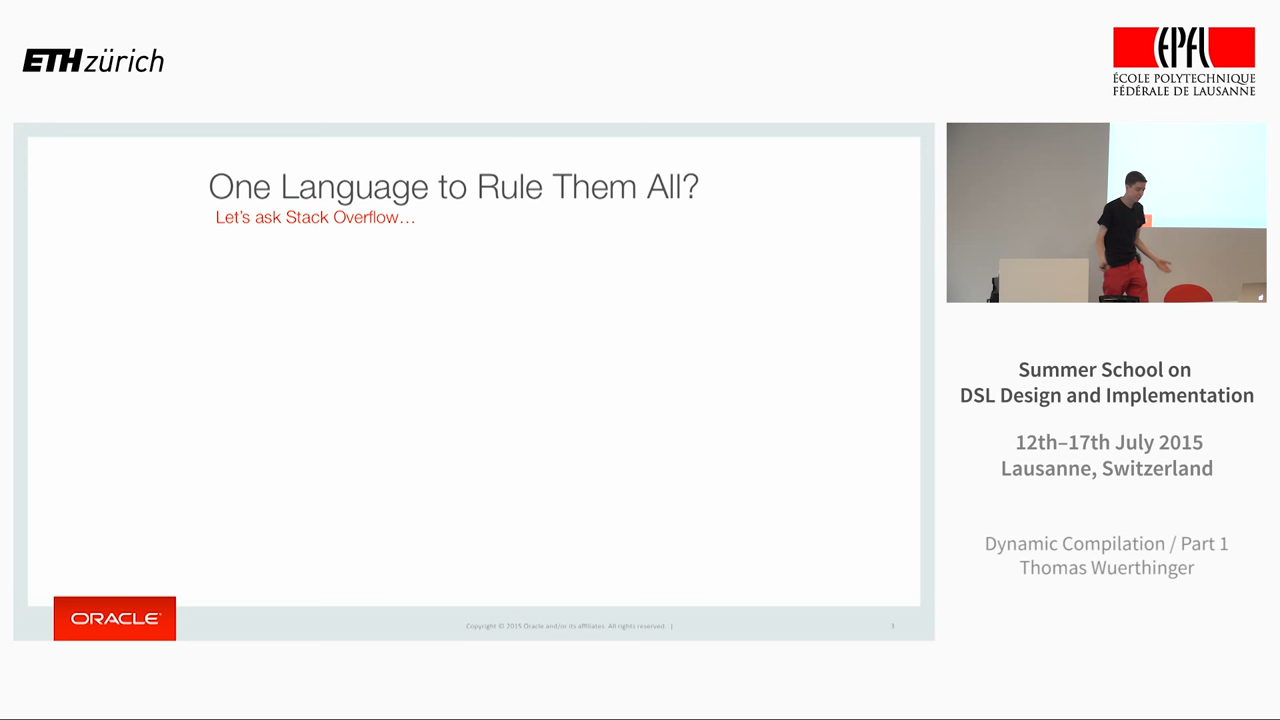 ETH zürich
EPFL
ÉCOLE POLYTECHNIQUE
FÉDÉRALE DE LAUSANNE
One Language to Rule Them All?
Let's ask Stack Overflow…
ORACLE
Copyright © 2015 Oracle and/or its affiliates. All rights reserved. |
3
Summer School on
DSL Design and Implementation
12th–17th July 2015
Lausanne, Switzerland
Dynamic Compilation / Part 1
Thomas Wuerthinger